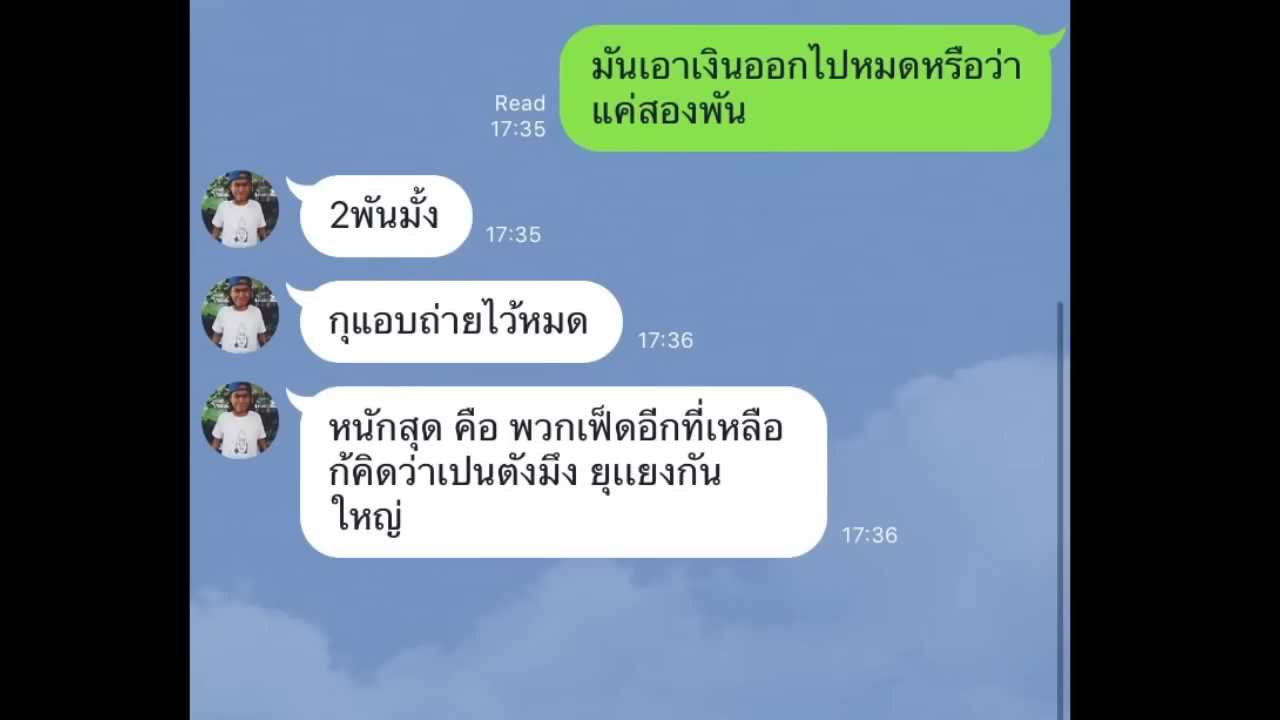 มันเอาเงินออกไปหมดหรือว่า
แค่สองพัน
Read
17:35
2พันมั้ง
17:35
กุแอบถ่ายไว้หมด
17:36
หนักสุด คือ พวกเฟ็ดอีกที่เหลือ
ก้คิดว่าเปนตังมึง ยุแยงกัน
ใหญ่
17:36